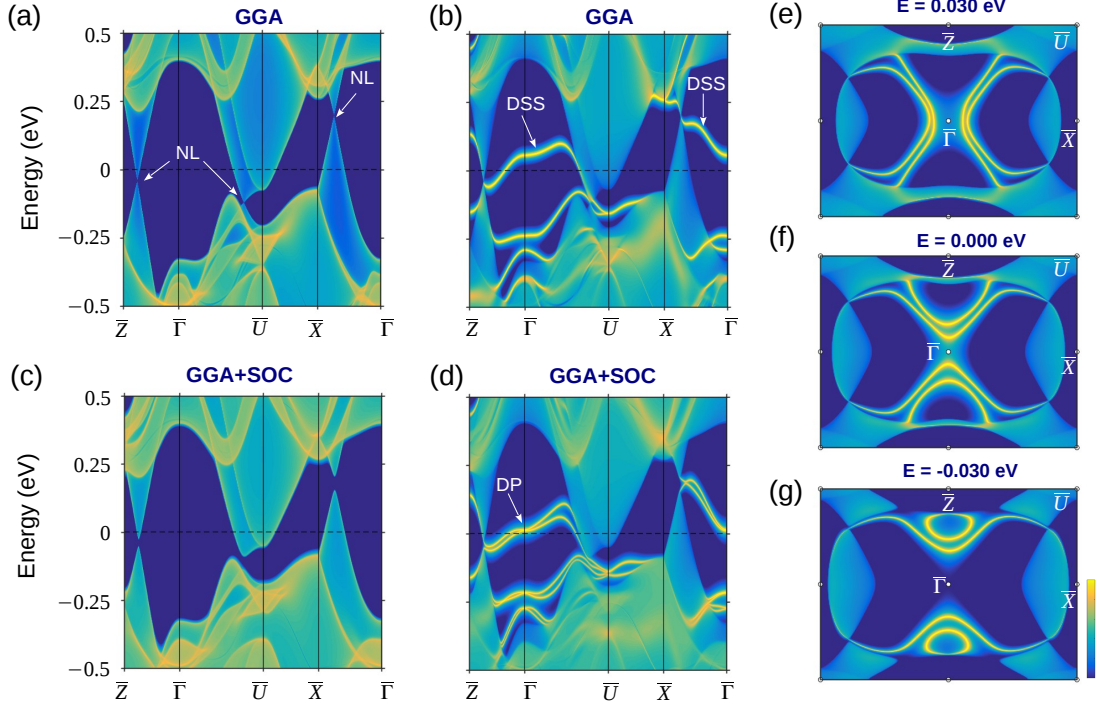 (a)
GGA
0.5
0.25
0
−0.25
−0.5
Energy (eV)
NL
NL
Z̅
Γ̅
U̅
X̅
Γ̅
(b)
GGA
DSS
DSS
Z̅
Γ̅
U̅
X̅
Γ̅
(c)
GGA+SOC
0.5
0.25
0
−0.25
−0.5
Energy (eV)
Z̅
Γ̅
U̅
X̅
Γ̅
(d)
GGA+SOC
DP
Z̅
Γ̅
U̅
X̅
Γ̅
(e)
E = 0.030 eV
Z̅
U̅
Γ̅
X̅
(f)
E = 0.000 eV
Z̅
U̅
Γ̅
X̅
(g)
E = -0.030 eV
Z̅
U̅
Γ̅
X̅